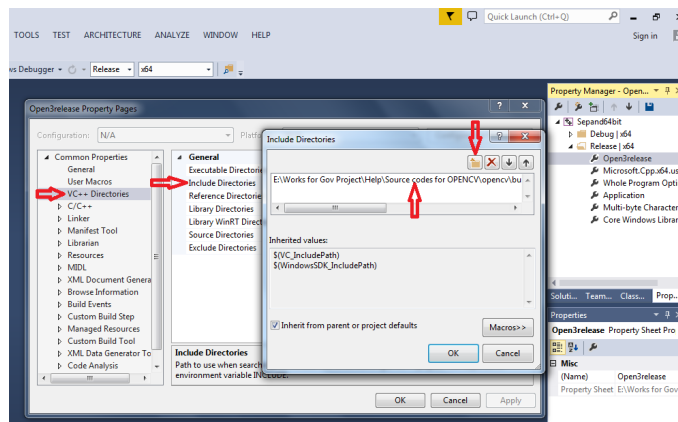 Quick Launch (Ctrl+Q)
TOOLS TEST ARCHITECTURE ANALYZE WINDOW HELP
Sign in
ws Debugger Release x64
Property Manager - Open...
Sepand64bit
Debug | x64
Release | x64
Open3release
Microsoft.Cpp.x64.us
Whole Program Opti
Application
Multi-byte Character
Core Windows Librar
Open3release Property Pages
Configuration: N/A
Platfo
Common Properties
General
User Macros
VC++ Directories
C/C++
Linker
Manifest Tool
Librarian
Resources
MIDL
XML Document Genera
Browse Information
Build Events
Custom Build Step
Managed Resources
Custom Build Tool
XML Data Generator To
Code Analysis
General
Executable Directorie
Include Directories
Reference Directorie
Library Directories
Library WinRT Direct
Source Directories
Exclude Directories
Include Directories
Path to use when search
environment variable INCLUDE.
OK Cancel Apply
Include Directories
E:\Works for Gov Project\Help\Source codes for OPENCV\opencv\bu
Inherited values:
$(VC_IncludePath)
$(WindowsSDK_IncludePath)
Inherit from parent or project defaults
Macros>>
OK Cancel
Soluti... Team... Class... Prop...
Properties
Open3release Property Sheet Pro
Misc
(Name) Open3release
Property Sheet E:\Works for Gov